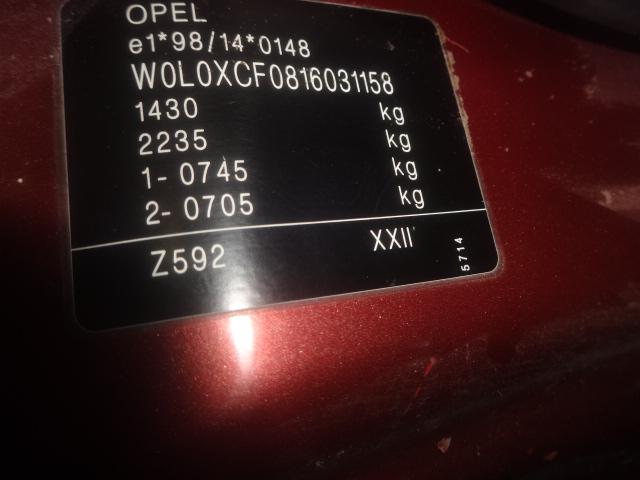 OPEL
e1*98/14*0148
W0L0XCF0816031158
1430 kg
2235 kg
1- 0745 kg
2- 0705 kg
Z592 XXII
5714